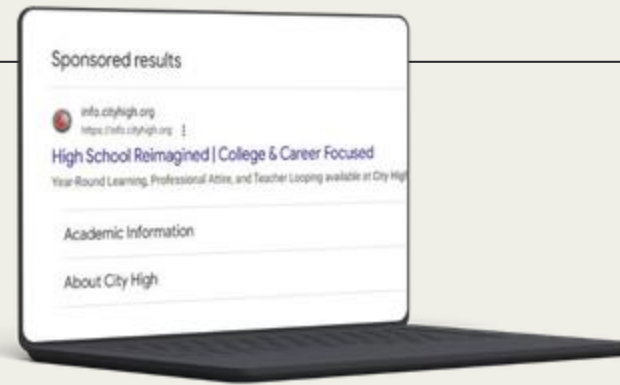 Sponsored results
info.cityhigh.org
https://info.cityhigh.org
High School Reimagined | College & Career Focused
Year-Round Learning, Professional Attire, and Teacher Looping available at City High
Academic Information
About City High